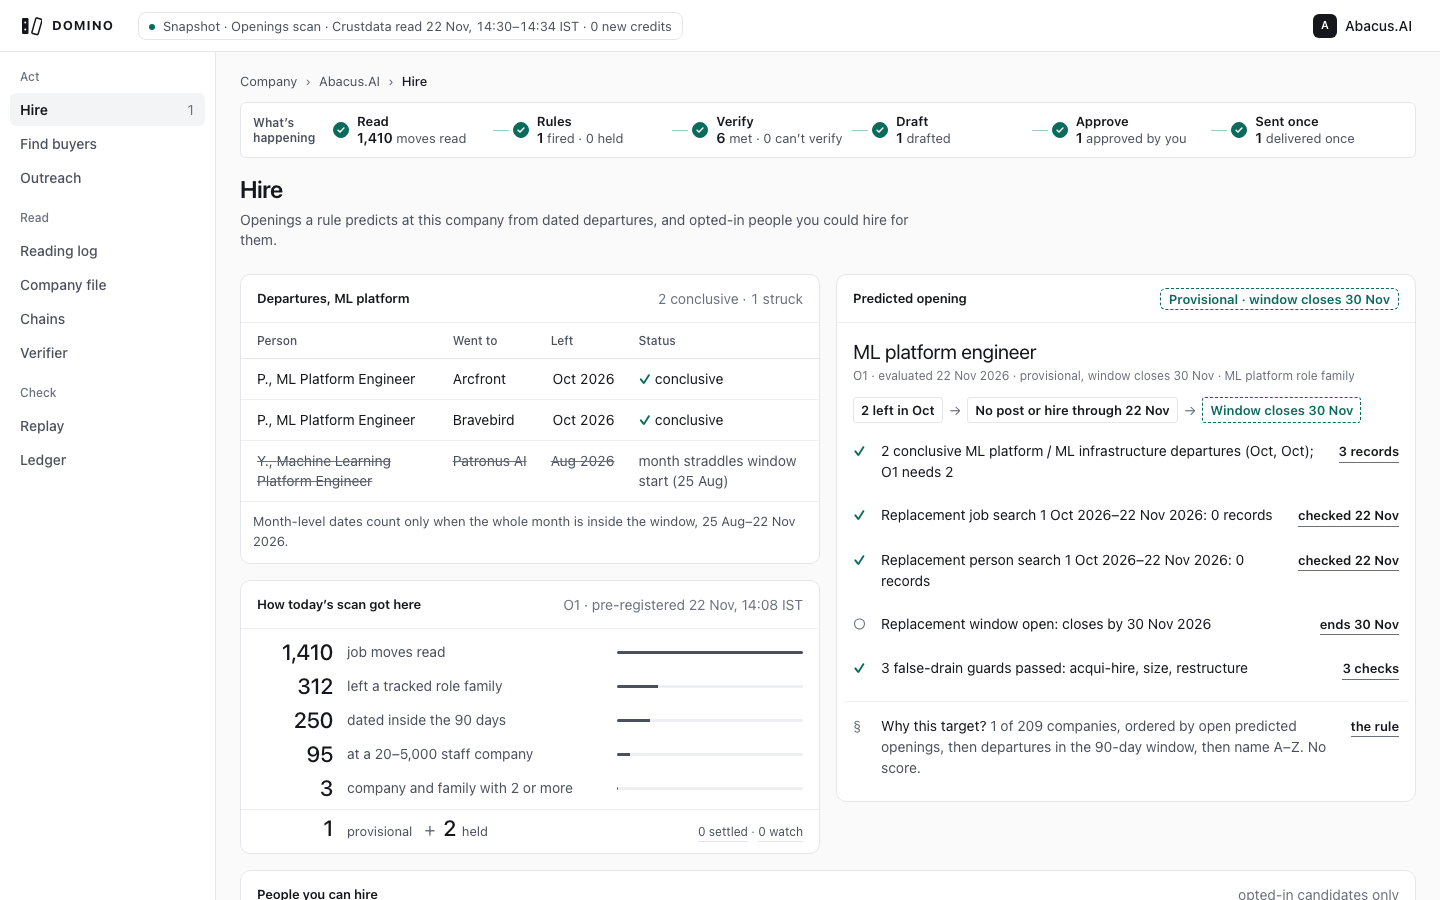 DOMINO
Snapshot · Openings scan · Crustdata read 22 Nov, 14:30–14:34 IST · 0 new credits
A
Abacus.AI
Act
Hire 1
Find buyers
Outreach
Read
Reading log
Company file
Chains
Verifier
Check
Replay
Ledger
Company › Abacus.AI › Hire
What's
happening
Read
1,410 moves read
Rules
1 fired · 0 held
Verify
6 met · 0 can't verify
Draft
1 drafted
Approve
1 approved by you
Sent once
1 delivered once
Hire
Openings a rule predicts at this company from dated departures, and opted-in people you could hire for
them.
Departures, ML platform 2 conclusive · 1 struck
Person Went to Left Status
P., ML Platform Engineer Arcfront Oct 2026 ✓ conclusive
P., ML Platform Engineer Bravebird Oct 2026 ✓ conclusive
Y., Machine Learning Patronus AI Aug 2026 month straddles window
Platform Engineer start (25 Aug)
Month-level dates count only when the whole month is inside the window, 25 Aug–22 Nov
2026.
How today's scan got here O1 · pre-registered 22 Nov, 14:08 IST
1,410 job moves read
312 left a tracked role family
250 dated inside the 90 days
95 at a 20–5,000 staff company
3 company and family with 2 or more
1 provisional + 2 held 0 settled · 0 watch
Predicted opening Provisional · window closes 30 Nov
ML platform engineer
O1 · evaluated 22 Nov 2026 · provisional, window closes 30 Nov · ML platform role family
2 left in Oct → No post or hire through 22 Nov → Window closes 30 Nov
✓ 2 conclusive ML platform / ML infrastructure departures (Oct, Oct); 3 records
O1 needs 2
✓ Replacement job search 1 Oct 2026–22 Nov 2026: 0 records checked 22 Nov
✓ Replacement person search 1 Oct 2026–22 Nov 2026: 0 checked 22 Nov
records
Replacement window open: closes by 30 Nov 2026 ends 30 Nov
✓ 3 false-drain guards passed: acqui-hire, size, restructure 3 checks
§ Why this target? 1 of 209 companies, ordered by open predicted the rule
openings, then departures in the 90-day window, then name A–Z. No
score.
People you can hire opted-in candidates only